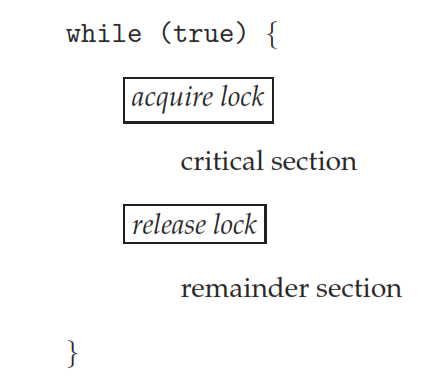 while (true) {
acquire lock
critical section
release lock
remainder section
}